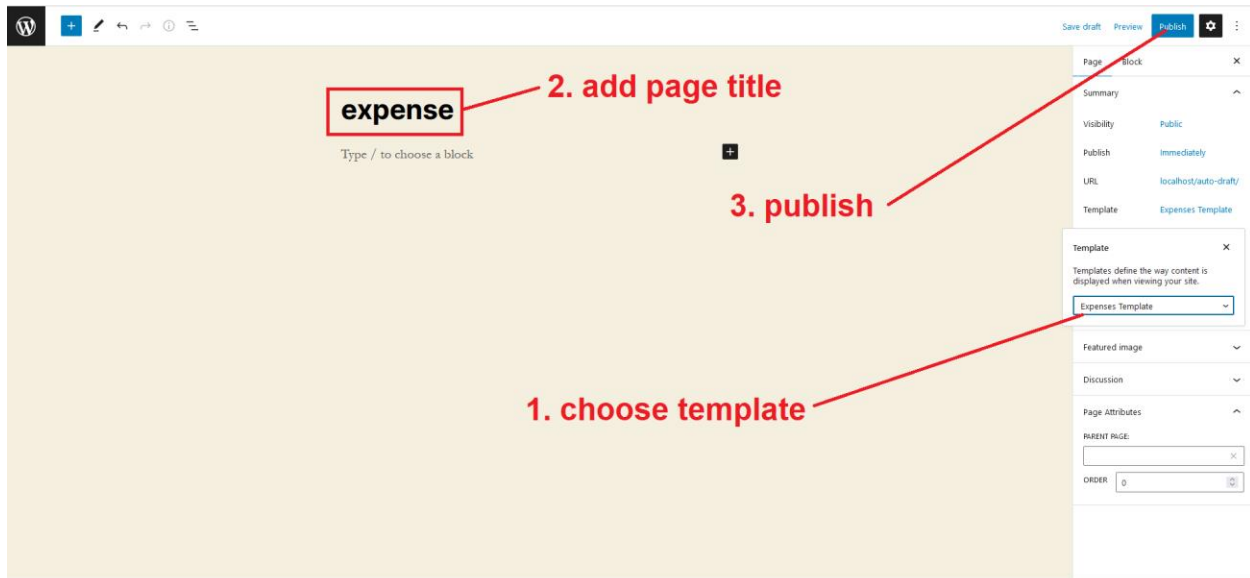 Save draft Preview Publish
Page Block
2. add page title
Summary
expense
Visibility Public
Type / to choose a block
Publish Immediately
URL localhost/auto-draft/
3. publish
Template Expenses Template
Template
Templates define the way content is
displayed when viewing your site.
Expenses Template
Featured image
Discussion
1. choose template
Page Attributes
PARENT PAGE:
ORDER 0